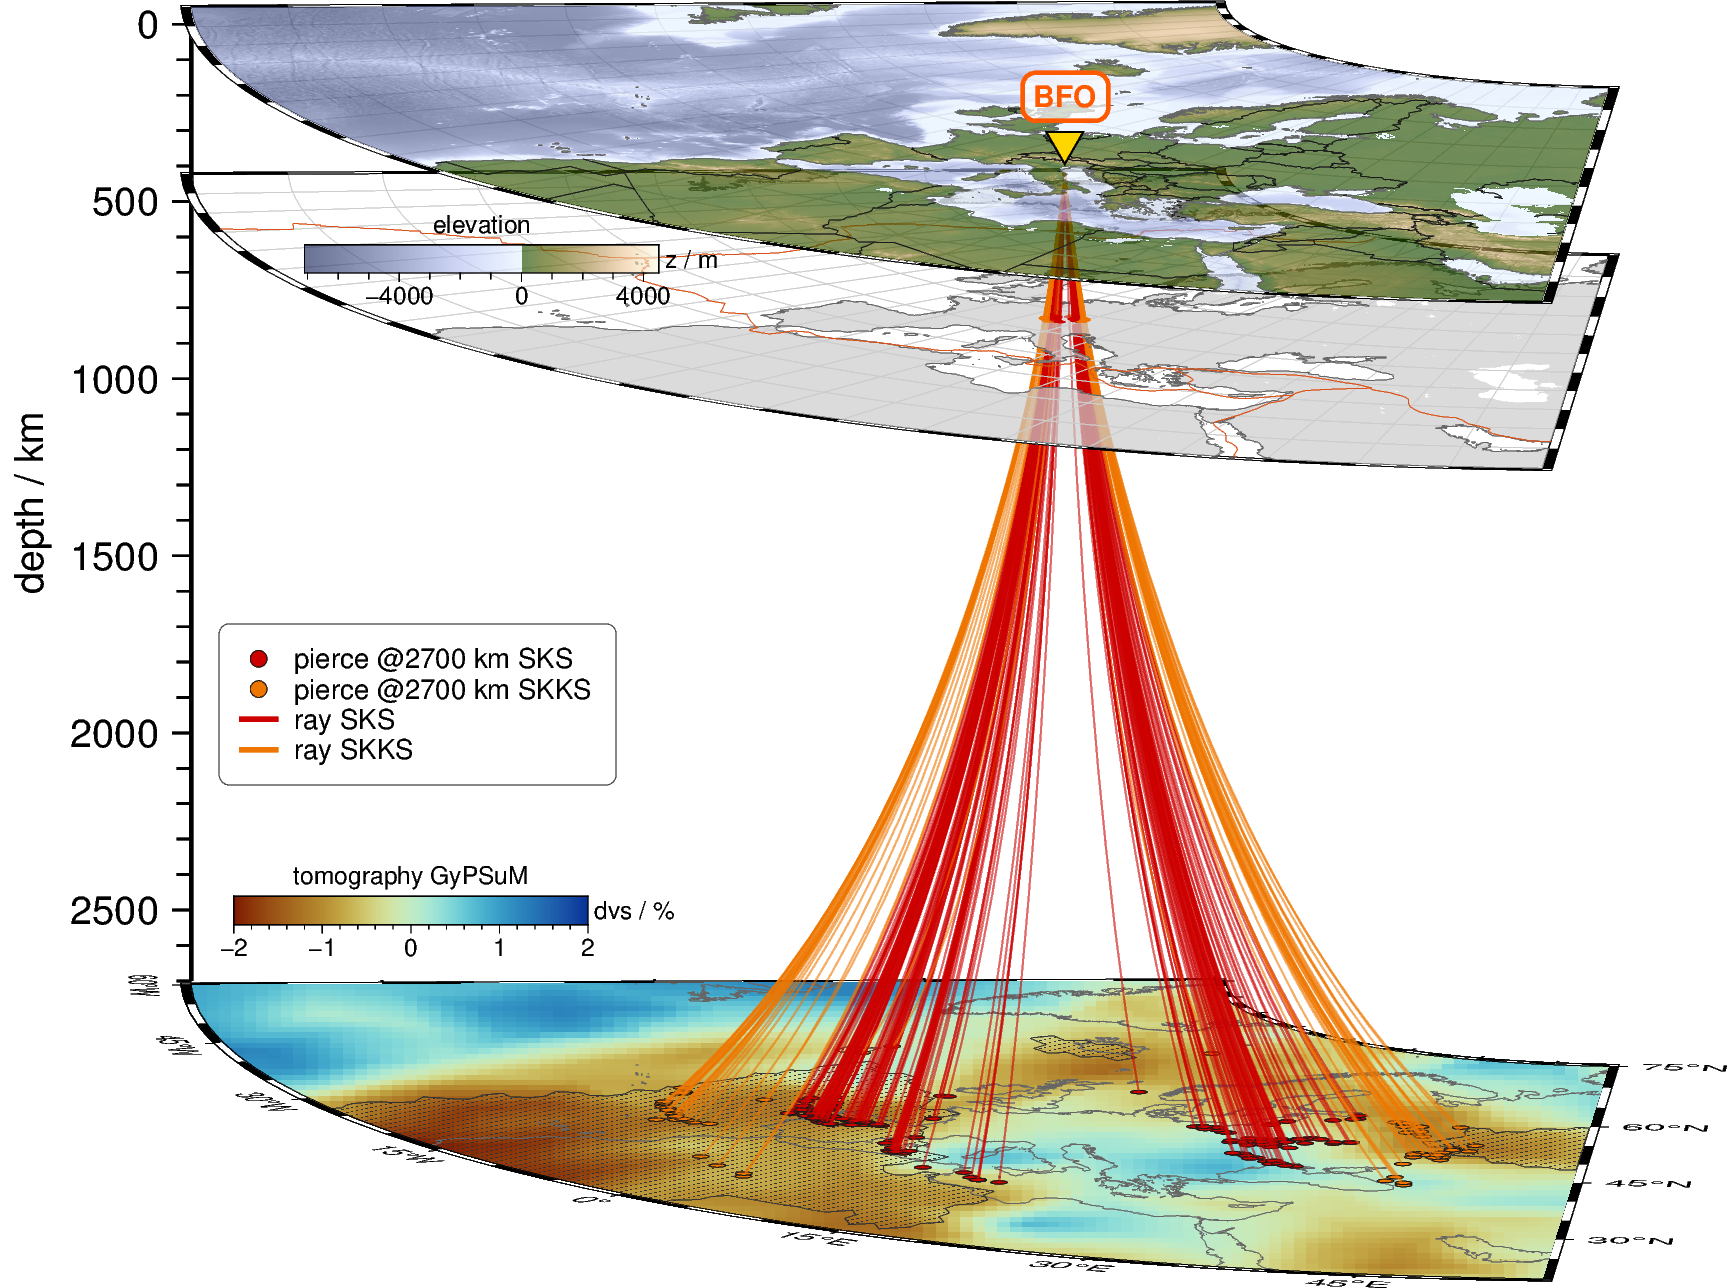 0
BFO
500
elevation
z / m
−4000 0 4000
1000
depth / km
1500
pierce @2700 km SKS
pierce @2700 km SKKS
ray SKS
ray SKKS
2000
tomography GyPSuM
2500
dvs / %
−2 −1 0 1 2
60°W
45°W
30°W
15°W
0°
15°E
30°E
45°E
75°N
60°N
45°N
30°N